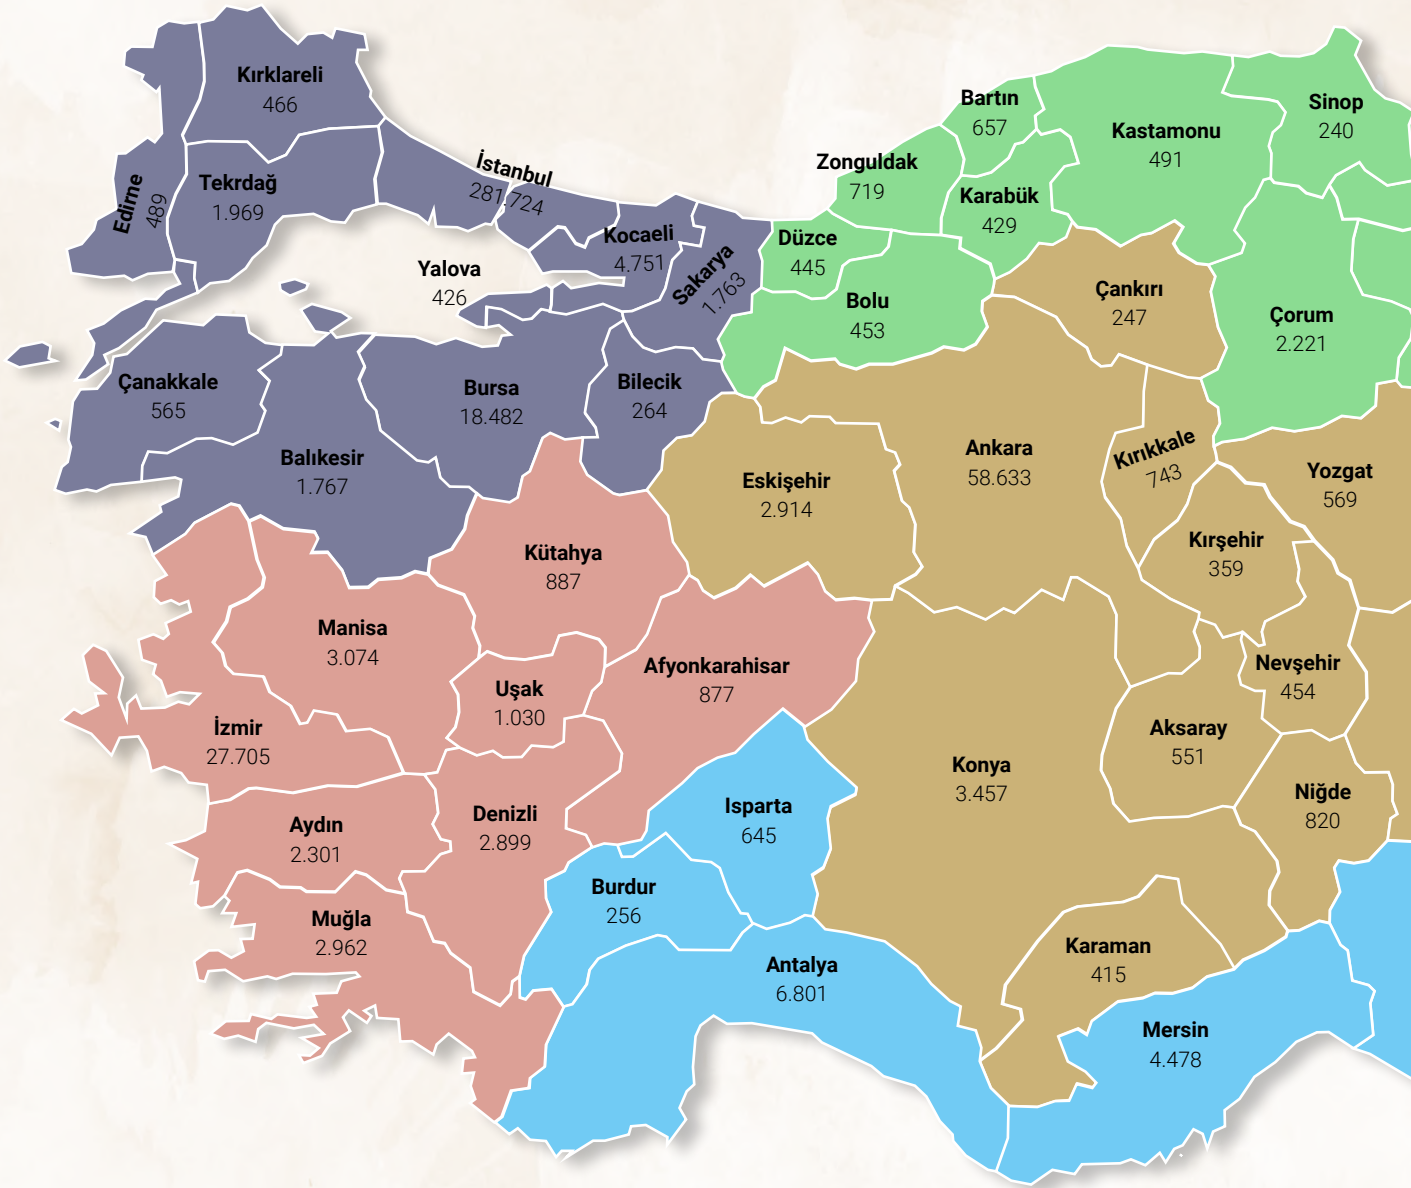 Kırklareli
466
Bartın
657
Sinop
240
Kastamonu
491
İstanbul
281.724
Zonguldak
719
Tekrdağ
1.969
Edirne
489
Karabük
429
Kocaeli
4.751
Düzce
445
Sakarya
1.763
Yalova
426
Bolu
453
Çankırı
247
Çorum
2.221
Çanakkale
565
Bursa
18.482
Bilecik
264
Balıkesir
1.767
Ankara
58.633
Kırıkkale
743
Yozgat
569
Eskişehir
2.914
Kütahya
887
Kırşehir
359
Manisa
3.074
Afyonkarahisar
877
Nevşehir
454
Uşak
1.030
İzmir
27.705
Aksaray
551
Konya
3.457
Niğde
820
Isparta
645
Denizli
2.899
Aydın
2.301
Burdur
256
Muğla
2.962
Karaman
415
Antalya
6.801
Mersin
4.478